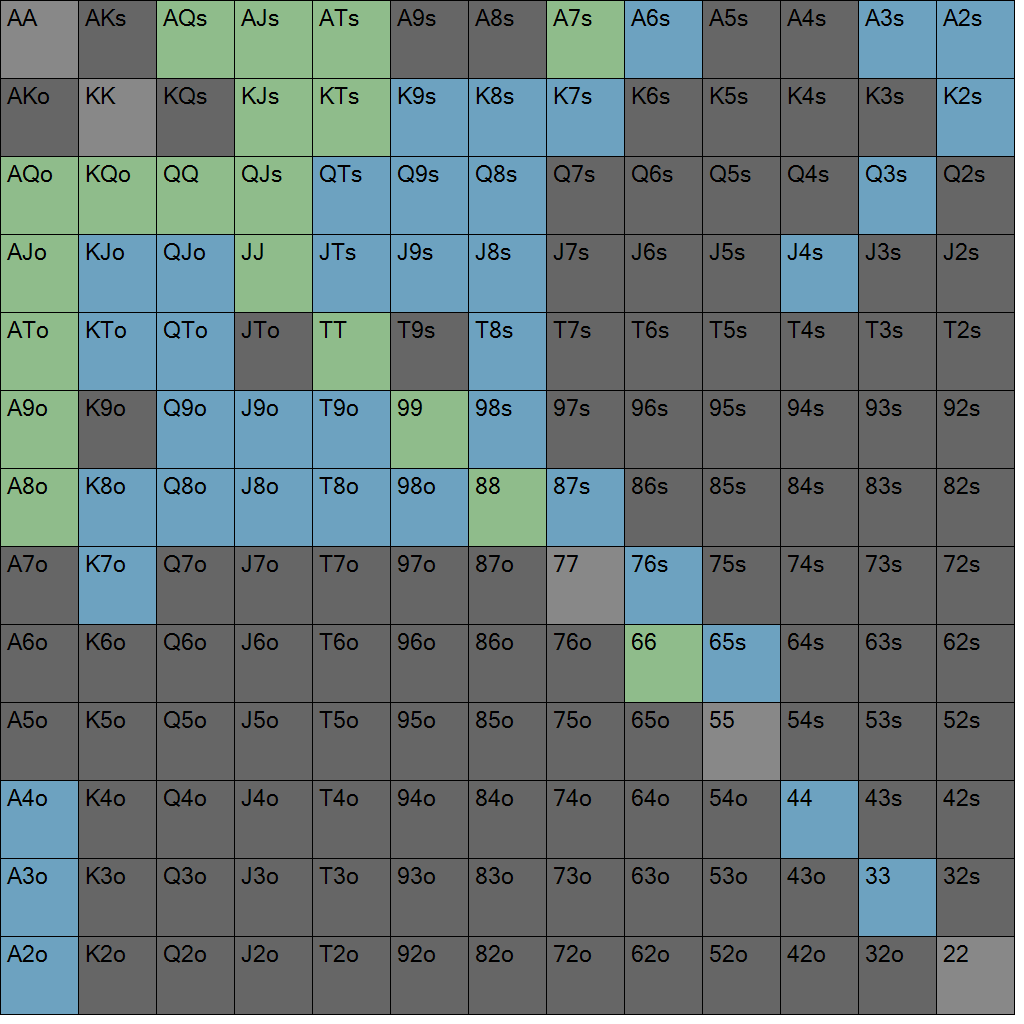 AA AKs AQs AJs ATs A9s A8s A7s A6s A5s A4s A3s A2s
AKo KK KQs KJs KTs K9s K8s K7s K6s K5s K4s K3s K2s
AQo KQo QQ QJs QTs Q9s Q8s Q7s Q6s Q5s Q4s Q3s Q2s
AJo KJo QJo JJ JTs J9s J8s J7s J6s J5s J4s J3s J2s
ATo KTo QTo JTo TT T9s T8s T7s T6s T5s T4s T3s T2s
A9o K9o Q9o J9o T9o 99 98s 97s 96s 95s 94s 93s 92s
A8o K8o Q8o J8o T8o 98o 88 87s 86s 85s 84s 83s 82s
A7o K7o Q7o J7o T7o 97o 87o 77 76s 75s 74s 73s 72s
A6o K6o Q6o J6o T6o 96o 86o 76o 66 65s 64s 63s 62s
A5o K5o Q5o J5o T5o 95o 85o 75o 65o 55 54s 53s 52s
A4o K4o Q4o J4o T4o 94o 84o 74o 64o 54o 44 43s 42s
A3o K3o Q3o J3o T3o 93o 83o 73o 63o 53o 43o 33 32s
A2o K2o Q2o J2o T2o 92o 82o 72o 62o 52o 42o 32o 22